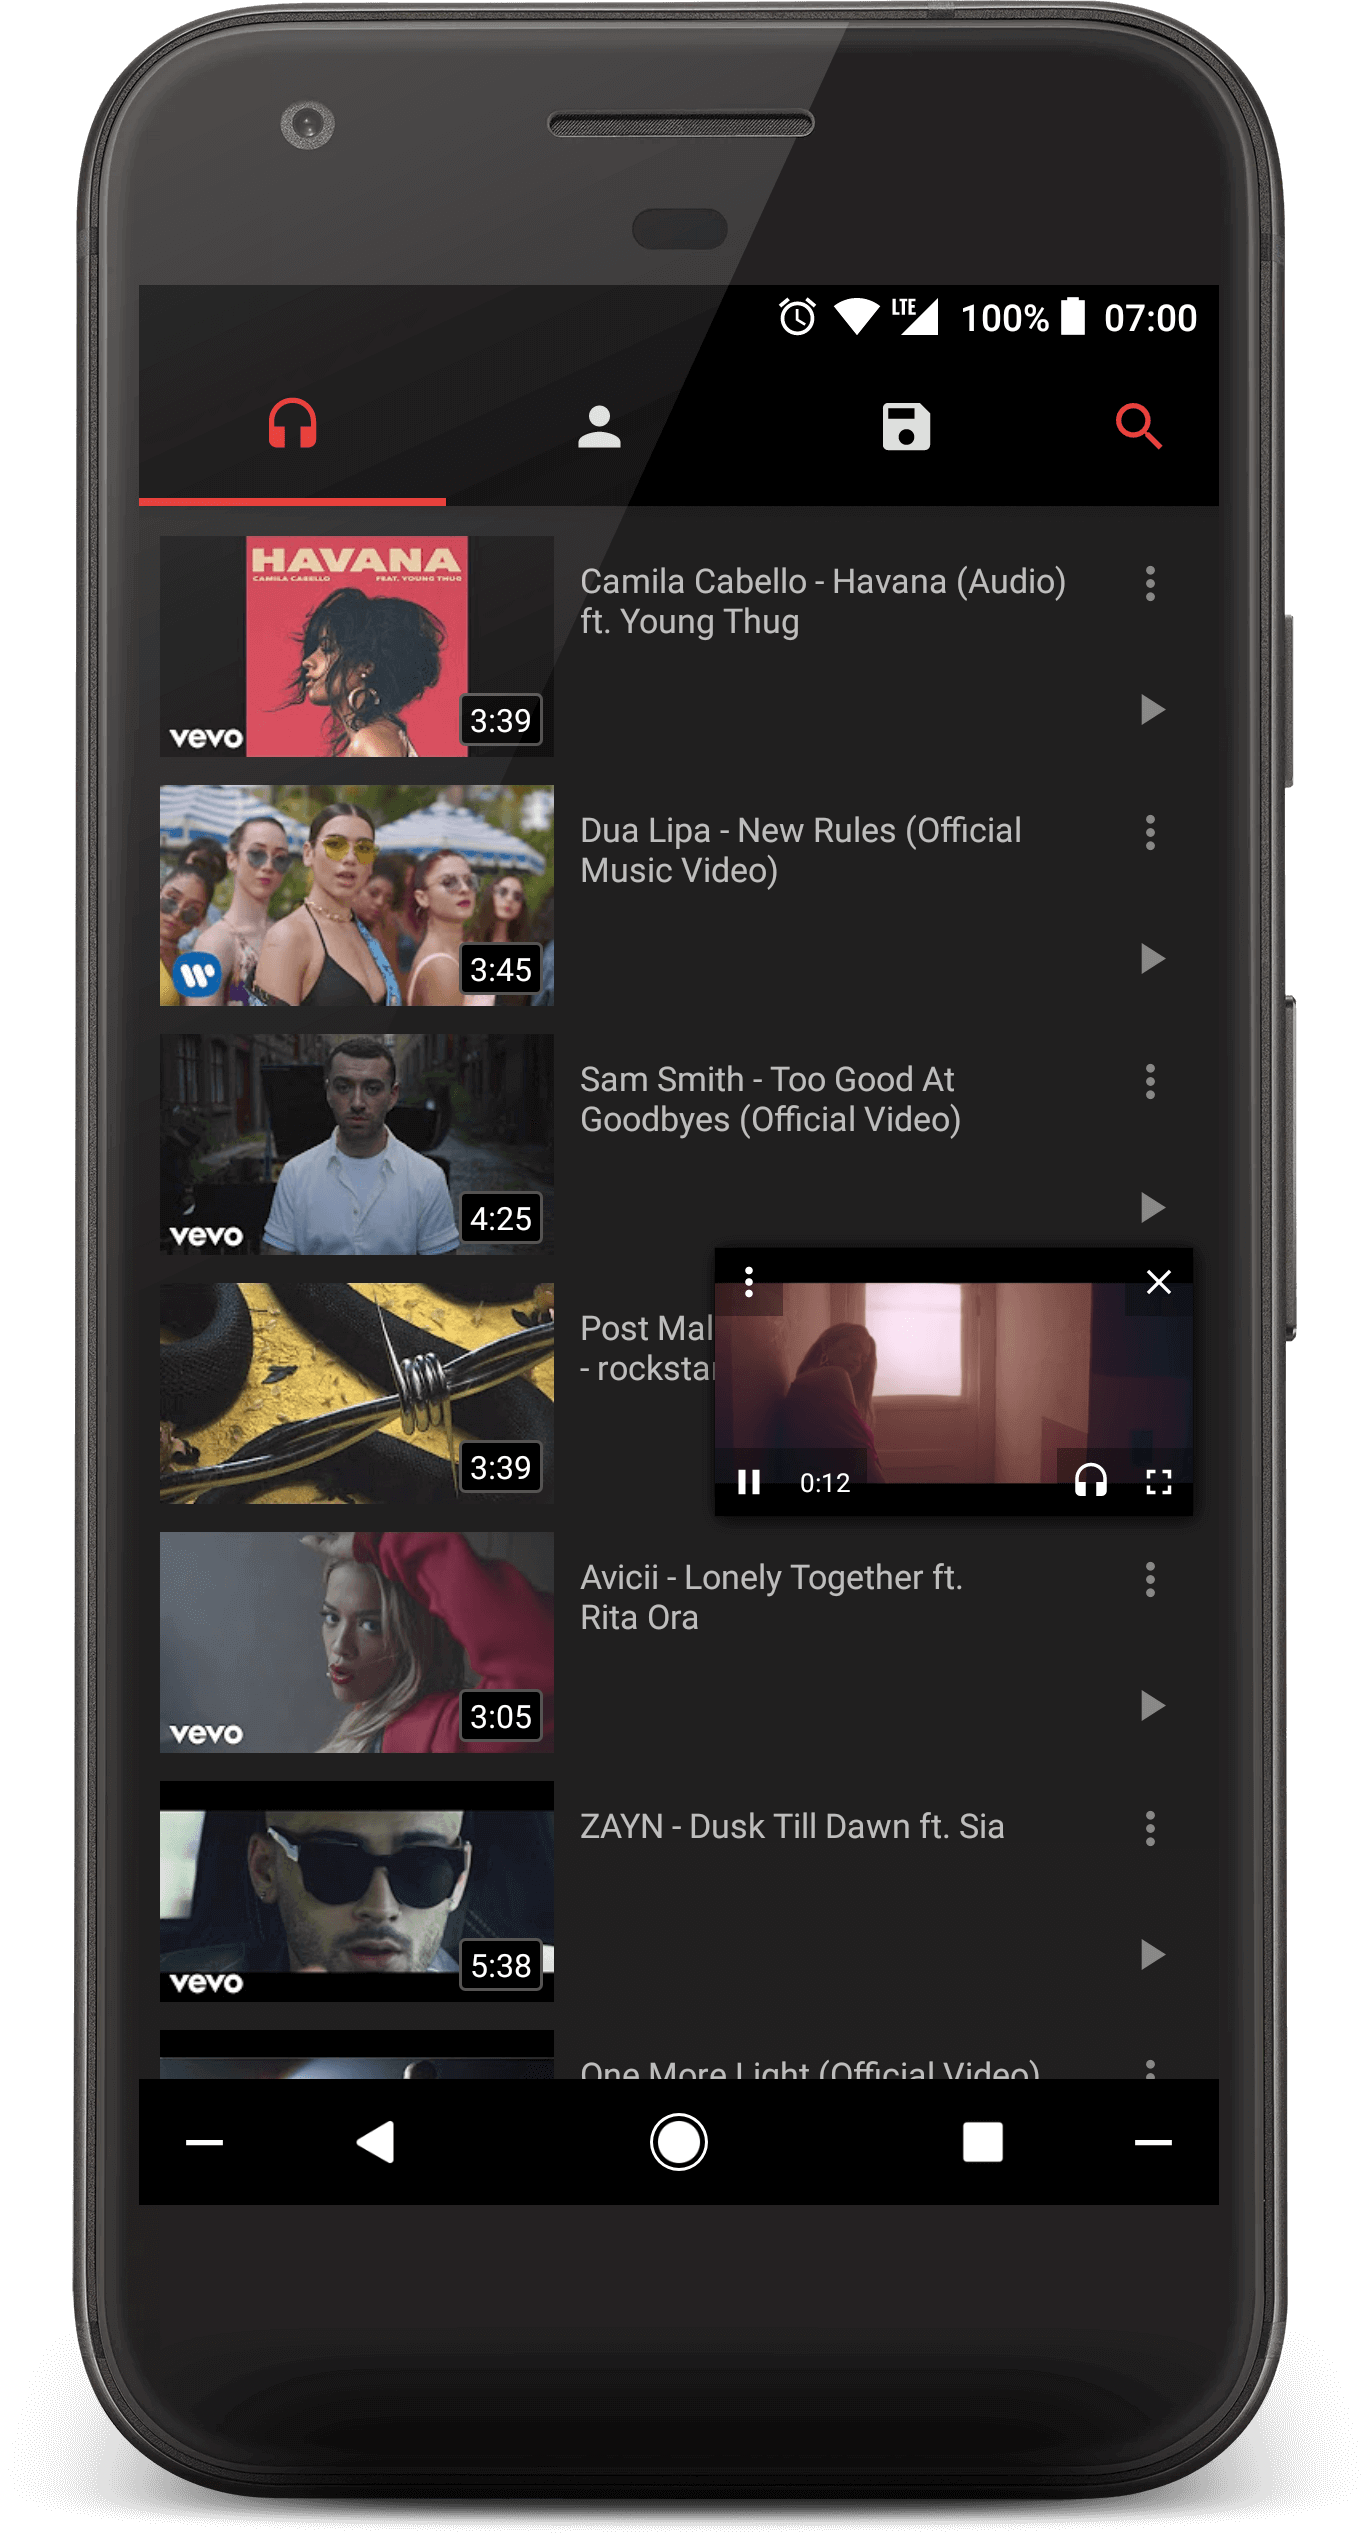 LTE 100% 07:00
HAVANA
CAMILA CABELLO FEAT. YOUNG THUG
vevo
3:39
Camila Cabello - Havana (Audio)
ft. Young Thug
3:45
Dua Lipa - New Rules (Official
Music Video)
vevo
4:25
Sam Smith - Too Good At
Goodbyes (Official Video)
3:39
Post Mal
- rocksta
0:12
vevo
3:05
Avicii - Lonely Together ft.
Rita Ora
vevo
5:38
ZAYN - Dusk Till Dawn ft. Sia
One More Light (Official Video)